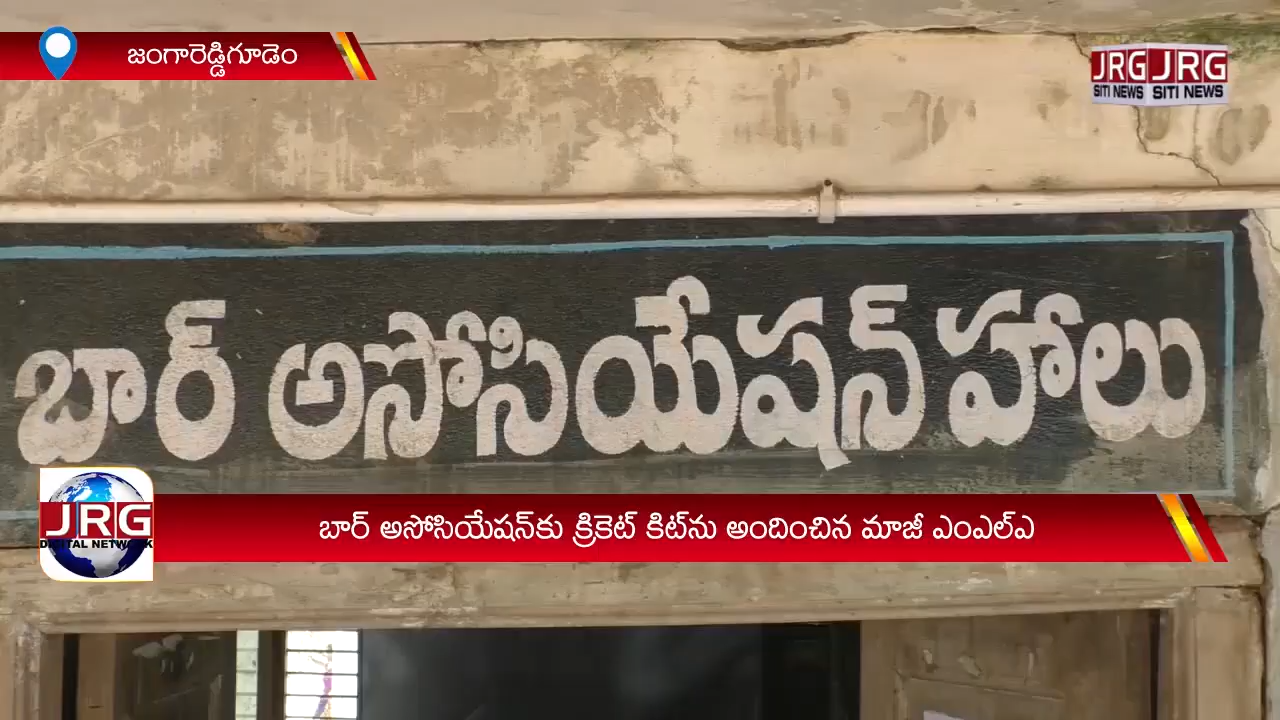 జంగారెడ్డిగూడెం
JRG JRG
SITI NEWS SITI NEWS
బార్ అసోసియేషన్ హాలు
బార్ అసోసియేషన్‌కు క్రికెట్ కిట్‌ను అందించిన మాజీ ఎంఎల్ఎ
JRG
DIGITAL NETWORK